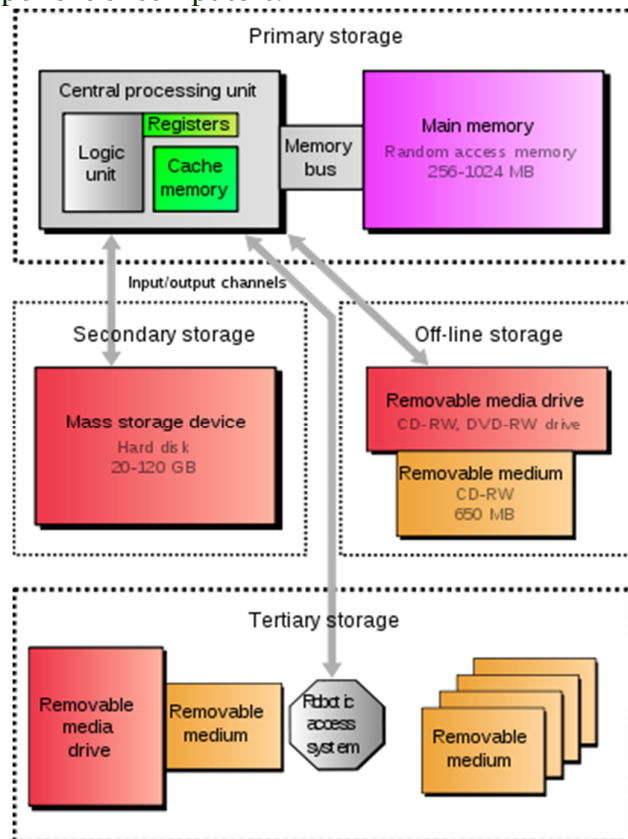 Primary storage
Central processing unit
Registers
Logic
unit
Cache
memory
Memory
bus
Main memory
Random access memory
256-1024 MB
Input/output channels
Secondary storage
Mass storage device
Hard disk
20-120 GB
Off-line storage
Removable media drive
CD-RW, DVD-RW drive
Removable medium
CD-RW
650 MB
Tertiary storage
Removable
media
drive
Removable
medium
Robotic
access
system
Removable
medium